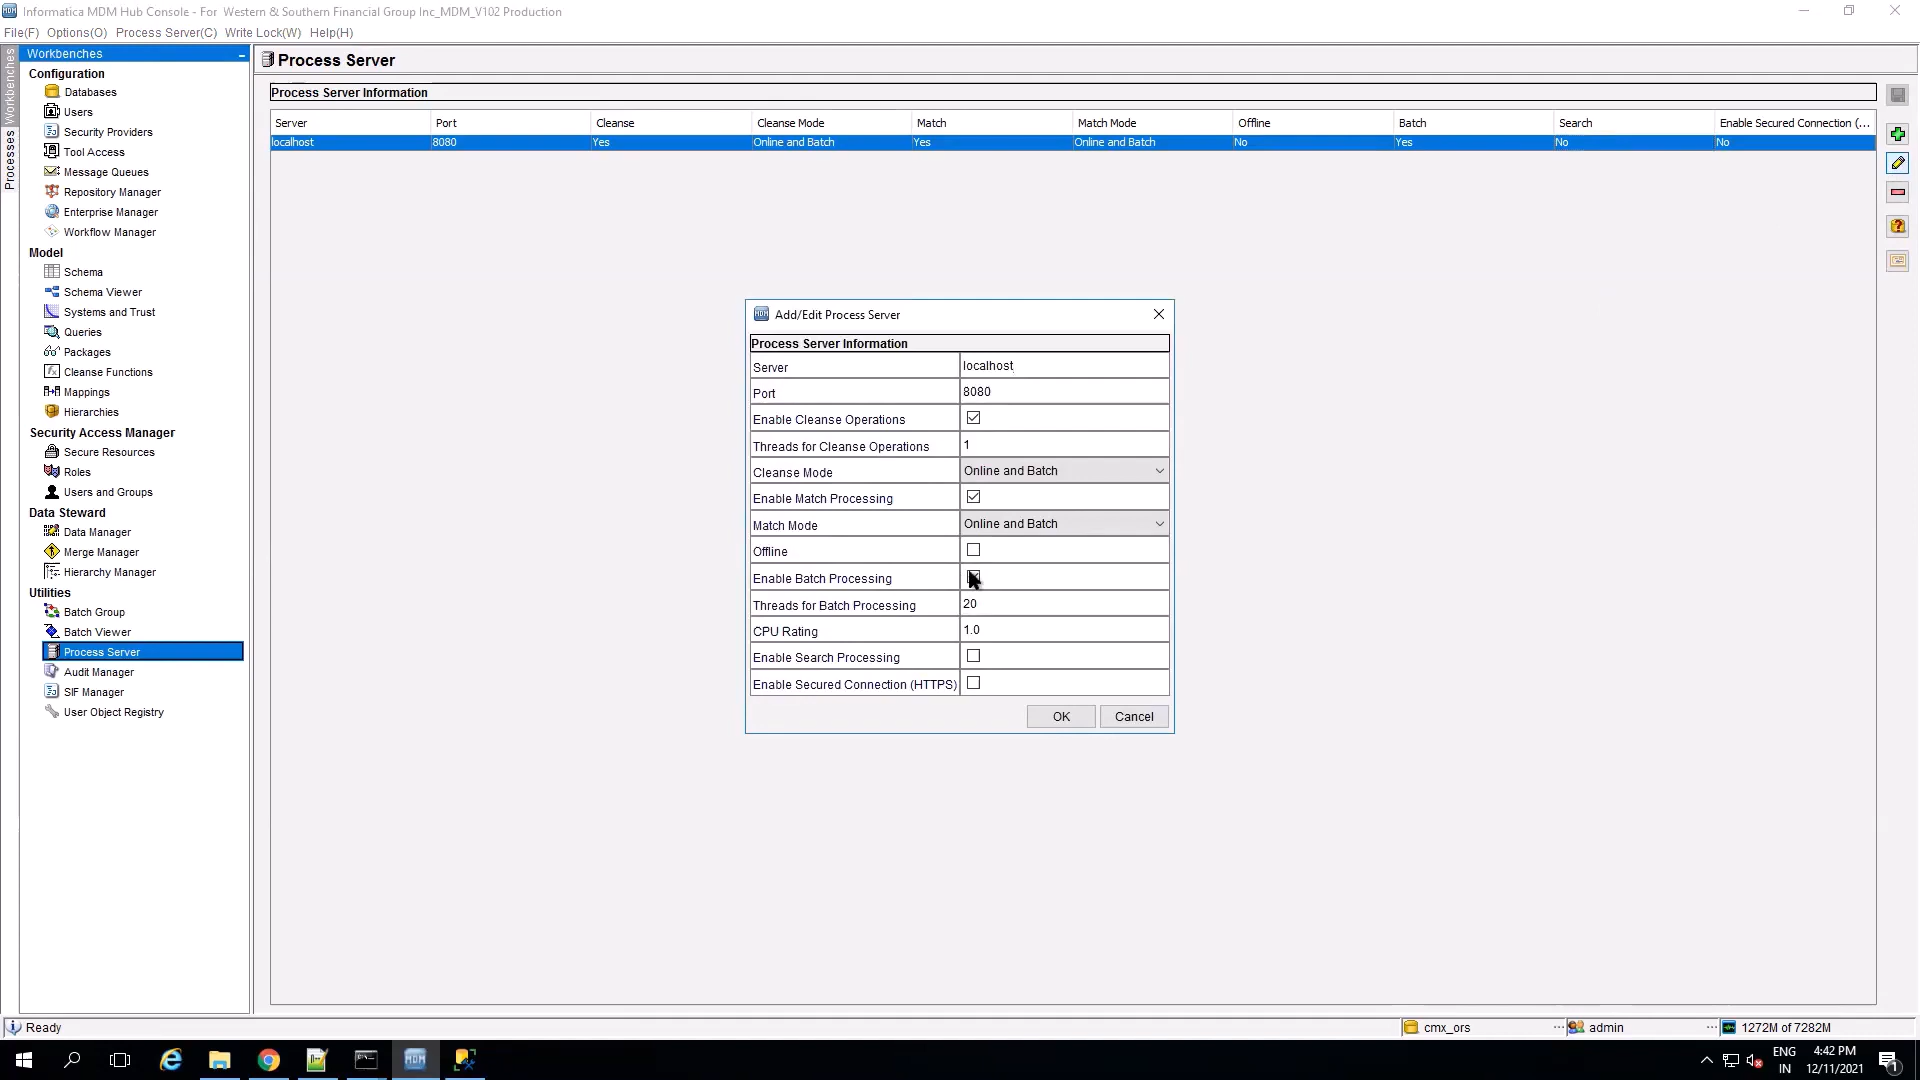 Informatica MDM Hub Console - For Western & Southern Financial Group Inc_MDM_V102 Production
File(F) Options(O) Process Server(C) Write Lock(W) Help(H)
Workbenches
Processes
Workbenches
Configuration
Databases
Users
Security Providers
Tool Access
Message Queues
Repository Manager
Enterprise Manager
Workflow Manager
Model
Schema
Schema Viewer
Systems and Trust
Queries
Packages
Cleanse Functions
Mappings
Hierarchies
Security Access Manager
Secure Resources
Roles
Users and Groups
Data Steward
Data Manager
Merge Manager
Hierarchy Manager
Utilities
Batch Group
Batch Viewer
Process Server
Audit Manager
SIF Manager
User Object Registry
Process Server
Process Server Information
Server Port Cleanse Cleanse Mode Match Match Mode Offline Batch Search Enable Secured Connection (...
localhost 8080 Yes Online and Batch Yes Online and Batch No Yes No No
MDM Add/Edit Process Server
Process Server Information
Server localhost
Port 8080
Enable Cleanse Operations
Threads for Cleanse Operations 1
Cleanse Mode Online and Batch
Enable Match Processing
Match Mode Online and Batch
Offline
Enable Batch Processing
Threads for Batch Processing 20
CPU Rating 1.0
Enable Search Processing
Enable Secured Connection (HTTPS)
OK Cancel
Ready
cmx_ors ... admin ... 1272M of 7282M
MDM
ENG 4:42 PM
IN 12/11/2021 1